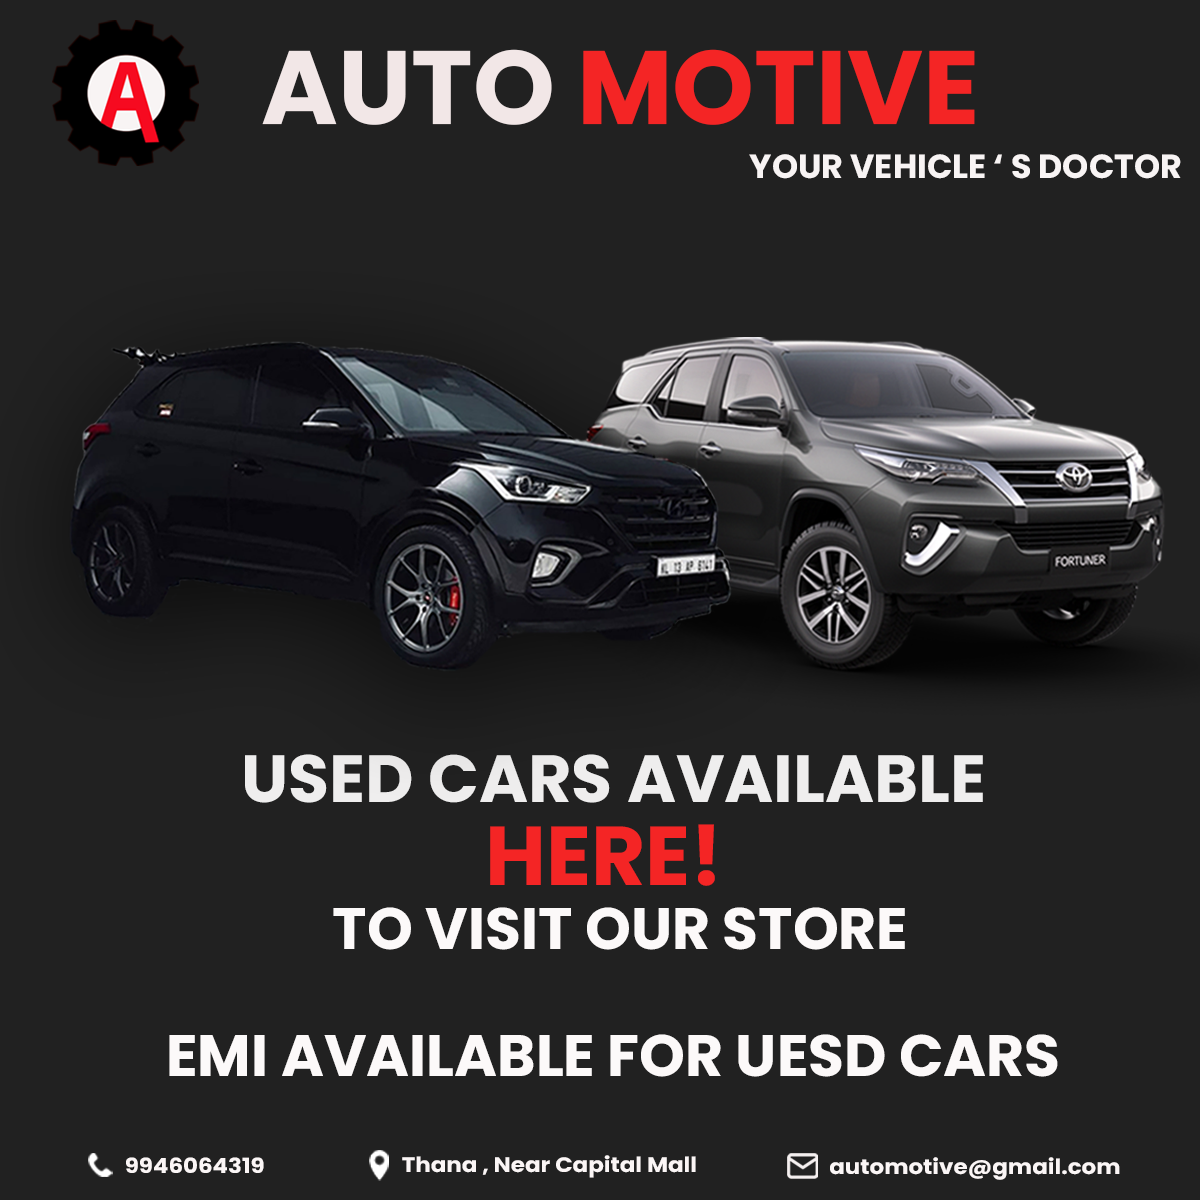 A
AUTO MOTIVE
YOUR VEHICLE ‘ S DOCTOR
KL 13 AP 6147
FORTUNER
USED CARS AVAILABLE
HERE!
TO VISIT OUR STORE
EMI AVAILABLE FOR UESD CARS
9946064319
Thana , Near Capital Mall
automotive@gmail.com